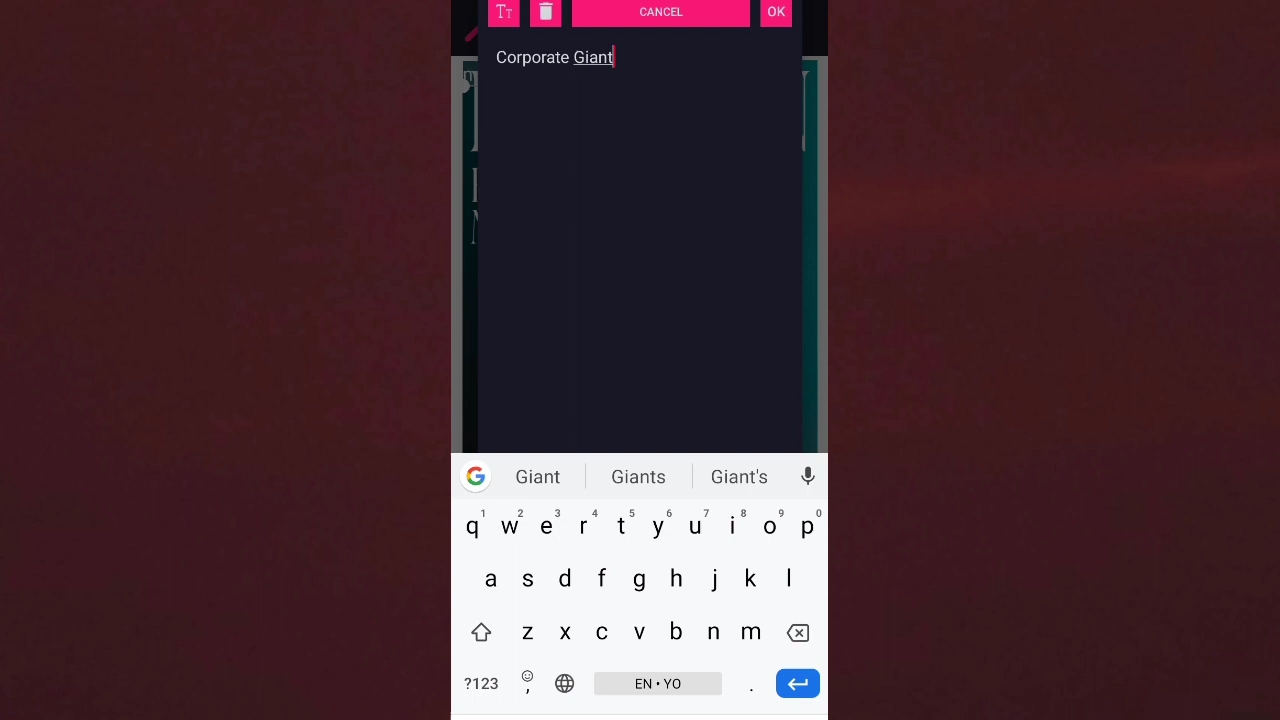 TT CANCEL OK
Corporate Giant
Giant Giants Giant's
1 2 3 4 5 6 7 8 9 0
q w e r t y u i o p
a s d f g h j k l
z x c v b n m
?123 , EN • YO .